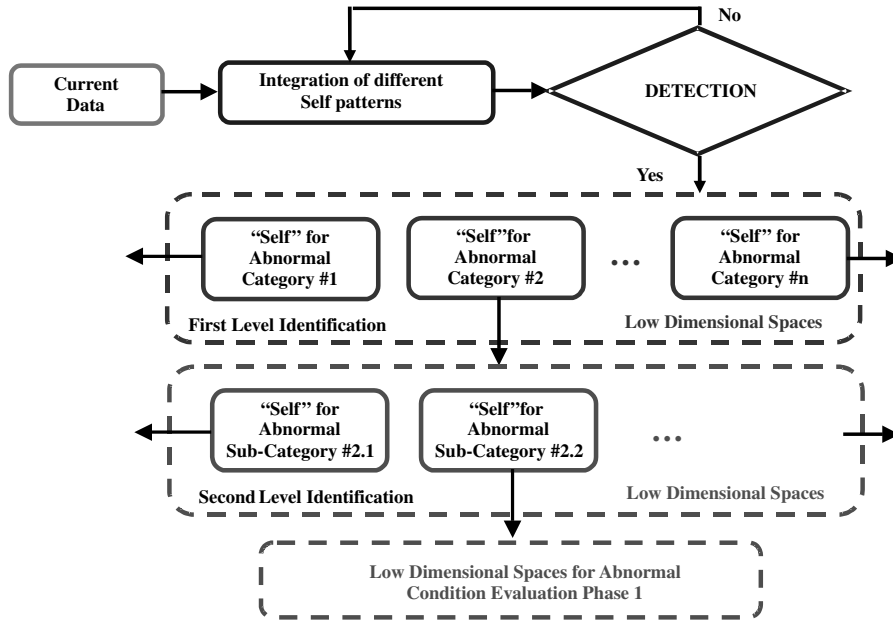 No
Current
Data
Integration of different
Self patterns
DETECTION
Yes
“Self” for
Abnormal
Category #1
“Self”for
Abnormal
Category #2
...
“Self” for
Abnormal
Category #n
First Level Identification
Low Dimensional Spaces
“Self” for
Abnormal
Sub-Category #2.1
“Self”for
Abnormal
Sub-Category #2.2
...
Second Level Identification
Low Dimensional Spaces
Low Dimensional Spaces for Abnormal
Condition Evaluation Phase 1